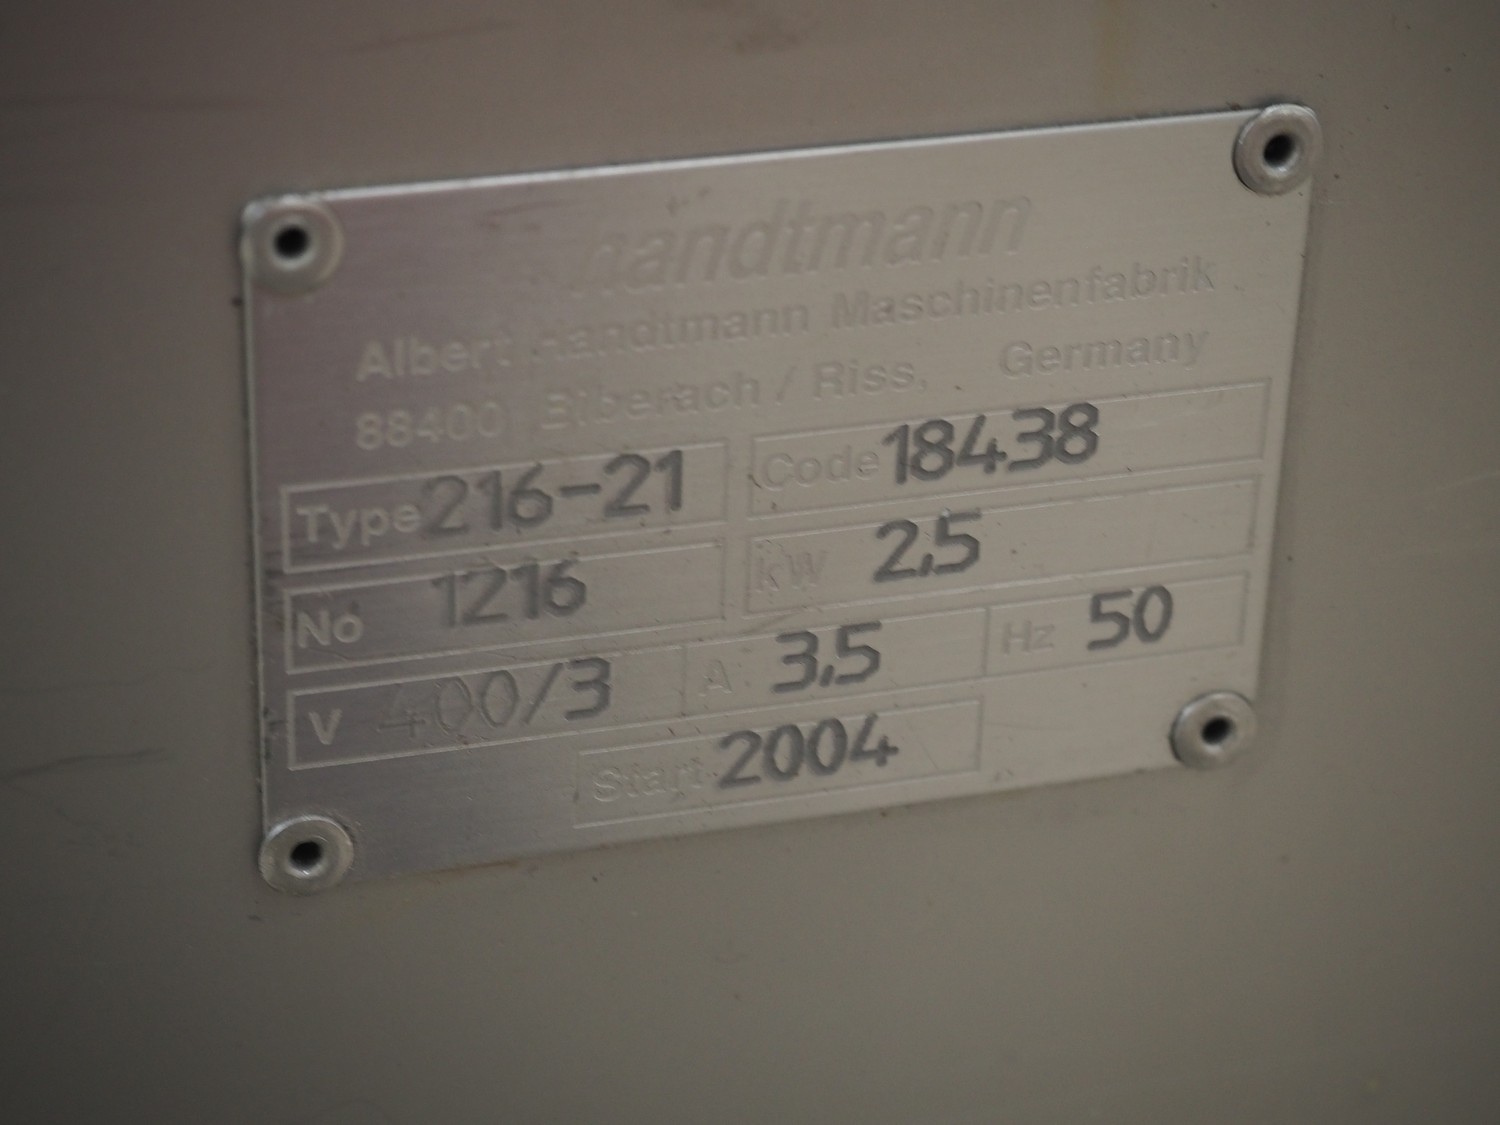 handtmann
Albert Handtmann Maschinenfabrik
88400 Biberach / Riss, Germany
Type 216-21 Code 18438
No 1216 kW 2,5
V 400/3 A 3,5 Hz 50
Start 2004